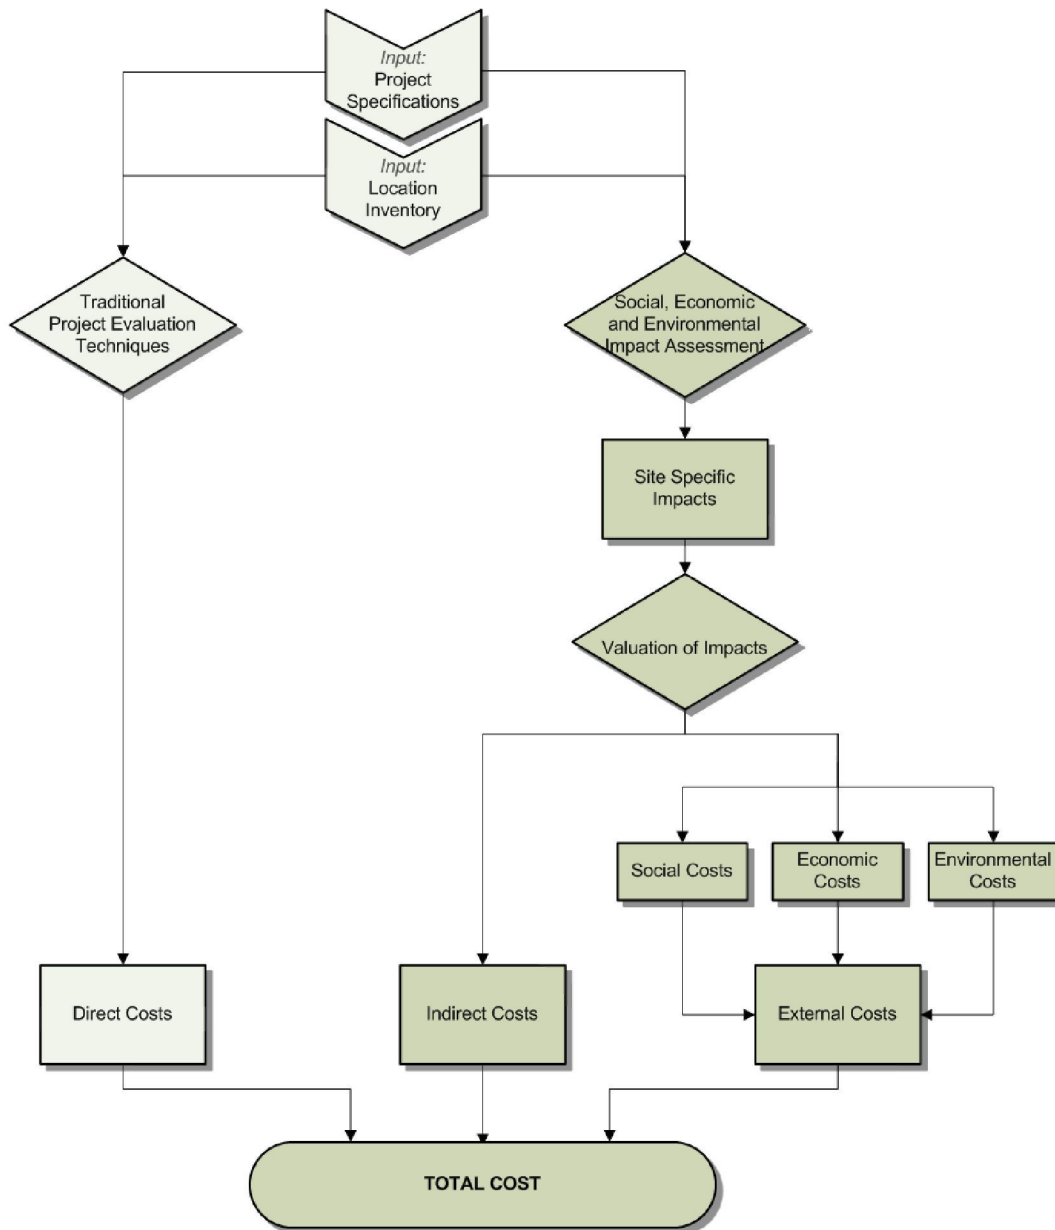 Input:
Project
Specifications
Input:
Location
Inventory
Traditional
Project Evaluation
Techniques
Social, Economic
and Environmental
Impact Assessment
Site Specific
Impacts
Valuation of Impacts
Social Costs
Economic
Costs
Environmental
Costs
Direct Costs
Indirect Costs
External Costs
TOTAL COST